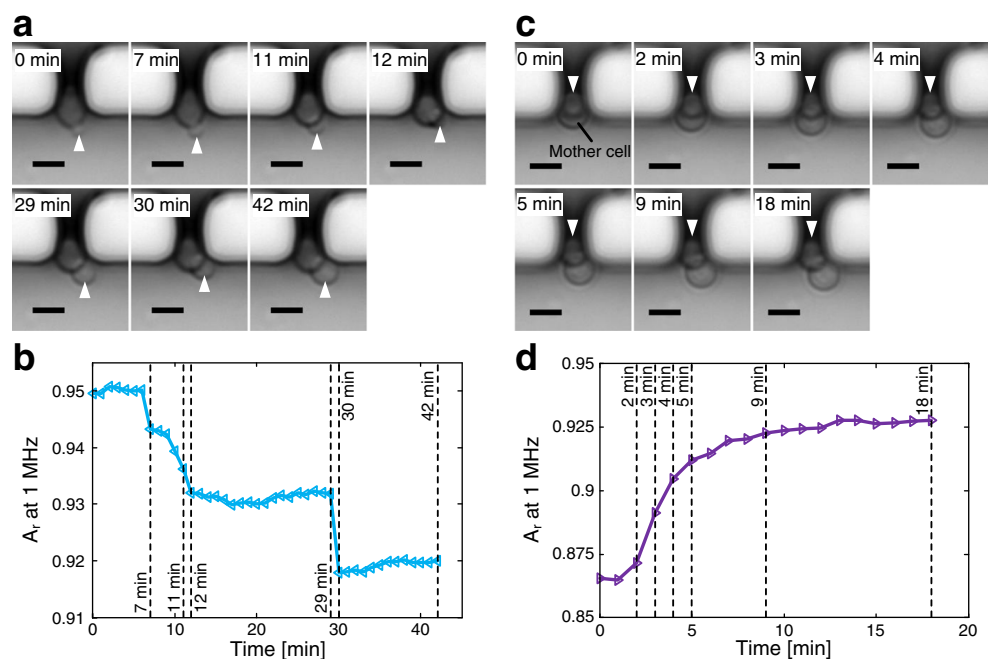 a
0 min 7 min 11 min 12 min
29 min 30 min 42 min
b
0.95
0.94
0.93
0.92
0.91
A_r at 1 MHz
7 min
11 min
12 min
29 min
30 min
42 min
0 10 20 30 40
Time [min]
c
0 min 2 min 3 min 4 min
Mother cell
5 min 9 min 18 min
d
0.95
0.925
0.9
0.875
0.85
A_r at 1 MHz
2 min
3 min
4 min
5 min
9 min
18 min
0 5 10 15 20
Time [min]